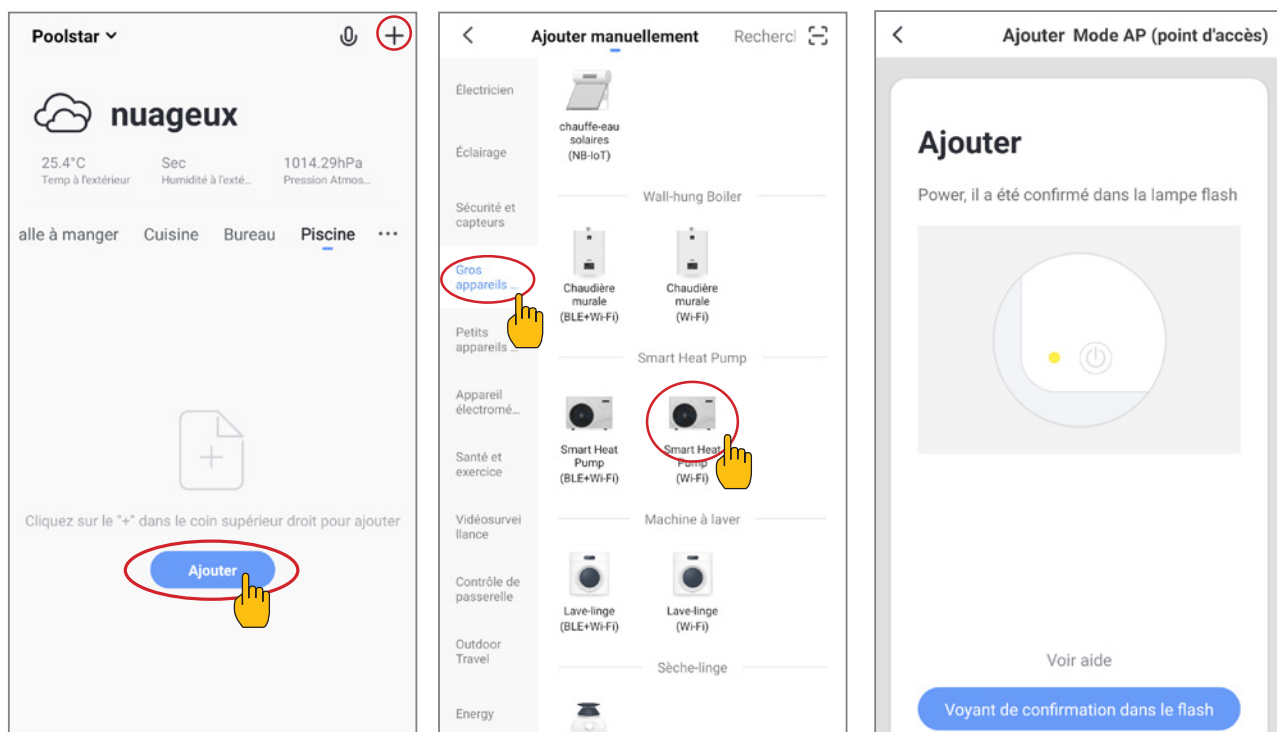 Poolstar
nuageux
25.4°C Sec 1014.29hPa
Temp à l'extérieur Humidité à l'exté... Pression Atmos...
alle à manger Cuisine Bureau Piscine ...
Cliquez sur le "+" dans le coin supérieur droit pour ajouter
Ajouter
Ajouter manuellement Recherc
Électricien
Éclairage
Sécurité et
capteurs
Gros
appareils ...
Petits
appareils ...
Appareil
électromé...
Santé et
exercice
Vidéosurvei
llance
Contrôle de
passerelle
Outdoor
Travel
Energy
chauffe-eau
solaires
(NB-IoT)
Wall-hung Boiler
Chaudière
murale
(BLE+Wi-Fi)
Chaudière
murale
(Wi-Fi)
Smart Heat Pump
Smart Heat
Pump
(BLE+Wi-Fi)
Smart Heat
Pump
(Wi-Fi)
Machine à laver
Lave-linge
(BLE+Wi-Fi)
Lave-linge
(Wi-Fi)
Sèche-linge
Ajouter Mode AP (point d'accès)
Ajouter
Power, il a été confirmé dans la lampe flash
Voir aide
Voyant de confirmation dans le flash